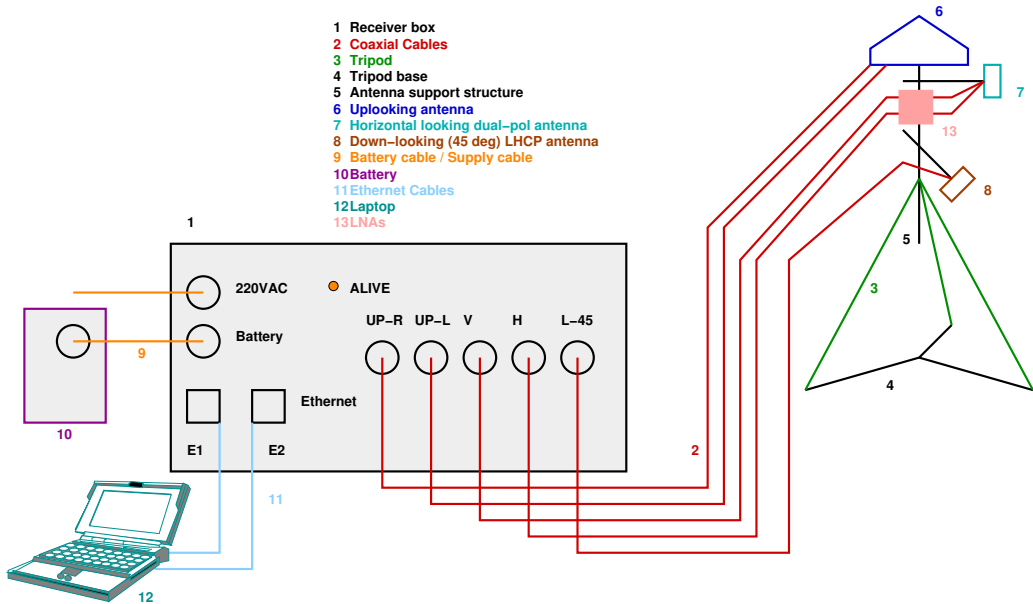 1 Receiver box
2 Coaxial Cables
3 Tripod
4 Tripod base
5 Antenna support structure
6 Uplooking antenna
7 Horizontal looking dual−pol antenna
8 Down−looking (45 deg) LHCP antenna
9 Battery cable / Supply cable
10 Battery
11 Ethernet Cables
12 Laptop
13 LNAs
6
7
13
8
5
3
4
1
220VAC
ALIVE
UP−R UP−L V H L−45
Battery
9
Ethernet
10
E1 E2
2
11
12